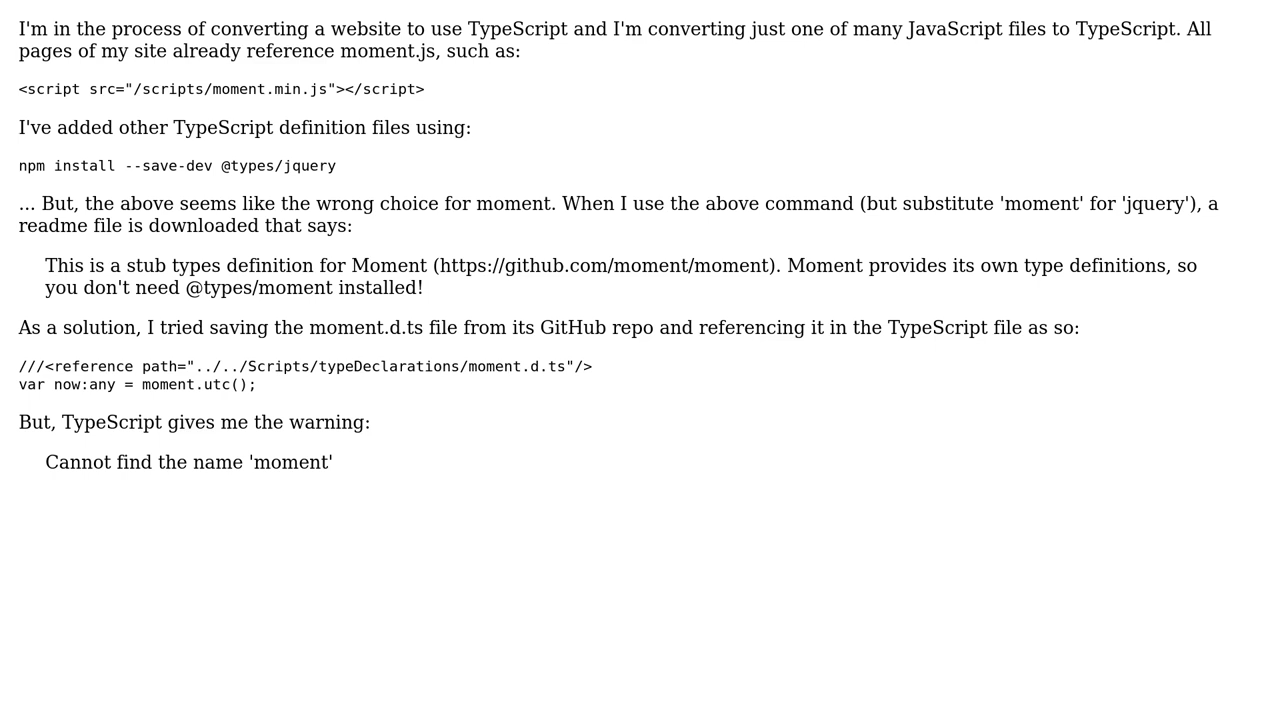 I'm in the process of converting a website to use TypeScript and I'm converting just one of many JavaScript files to TypeScript. All
pages of my site already reference moment.js, such as:
<script src="/scripts/moment.min.js"></script>
I've added other TypeScript definition files using:
npm install --save-dev @types/jquery
... But, the above seems like the wrong choice for moment. When I use the above command (but substitute 'moment' for 'jquery'), a
readme file is downloaded that says:
This is a stub types definition for Moment (https://github.com/moment/moment). Moment provides its own type definitions, so
you don't need @types/moment installed!
As a solution, I tried saving the moment.d.ts file from its GitHub repo and referencing it in the TypeScript file as so:
///<reference path="../../Scripts/typeDeclarations/moment.d.ts"/>
var now:any = moment.utc();
But, TypeScript gives me the warning:
Cannot find the name 'moment'